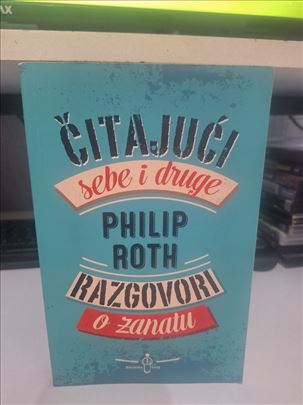 ČITAJUĆI
sebe i druge
PHILIP
ROTH
RAZGOVORI
o zanatu